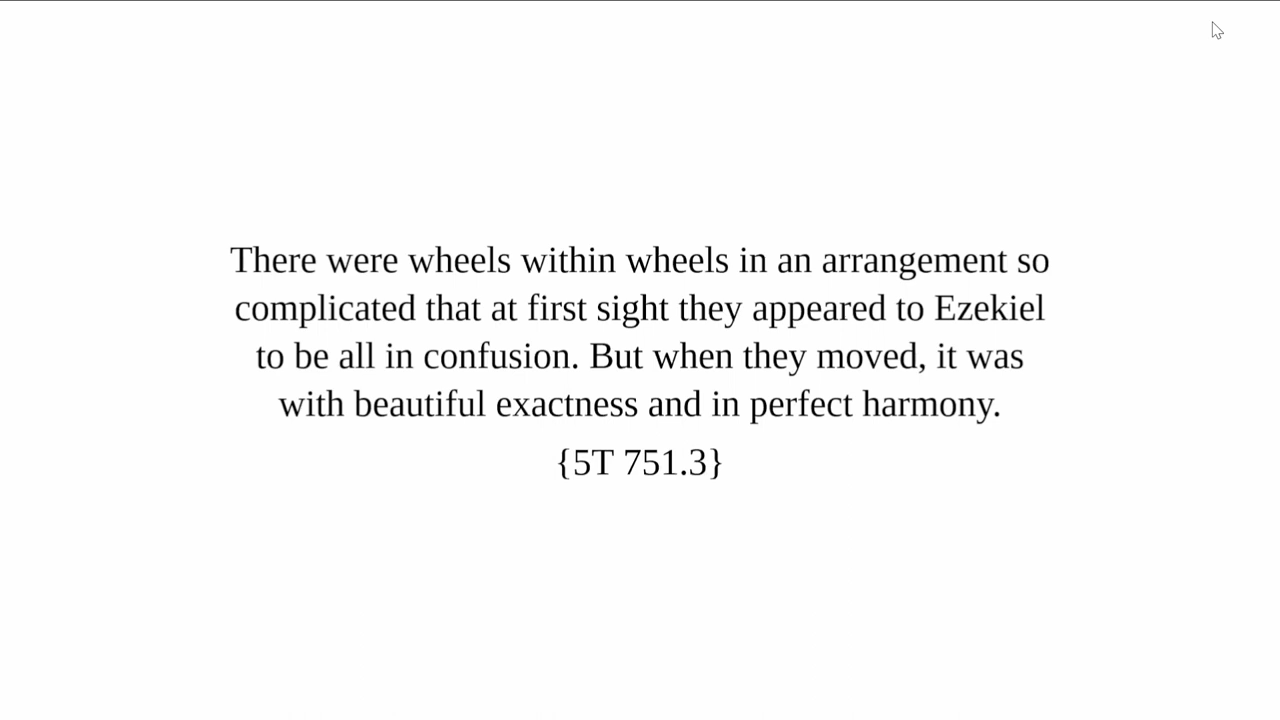 There were wheels within wheels in an arrangement so
complicated that at first sight they appeared to Ezekiel
to be all in confusion. But when they moved, it was
with beautiful exactness and in perfect harmony.
{5T 751.3}